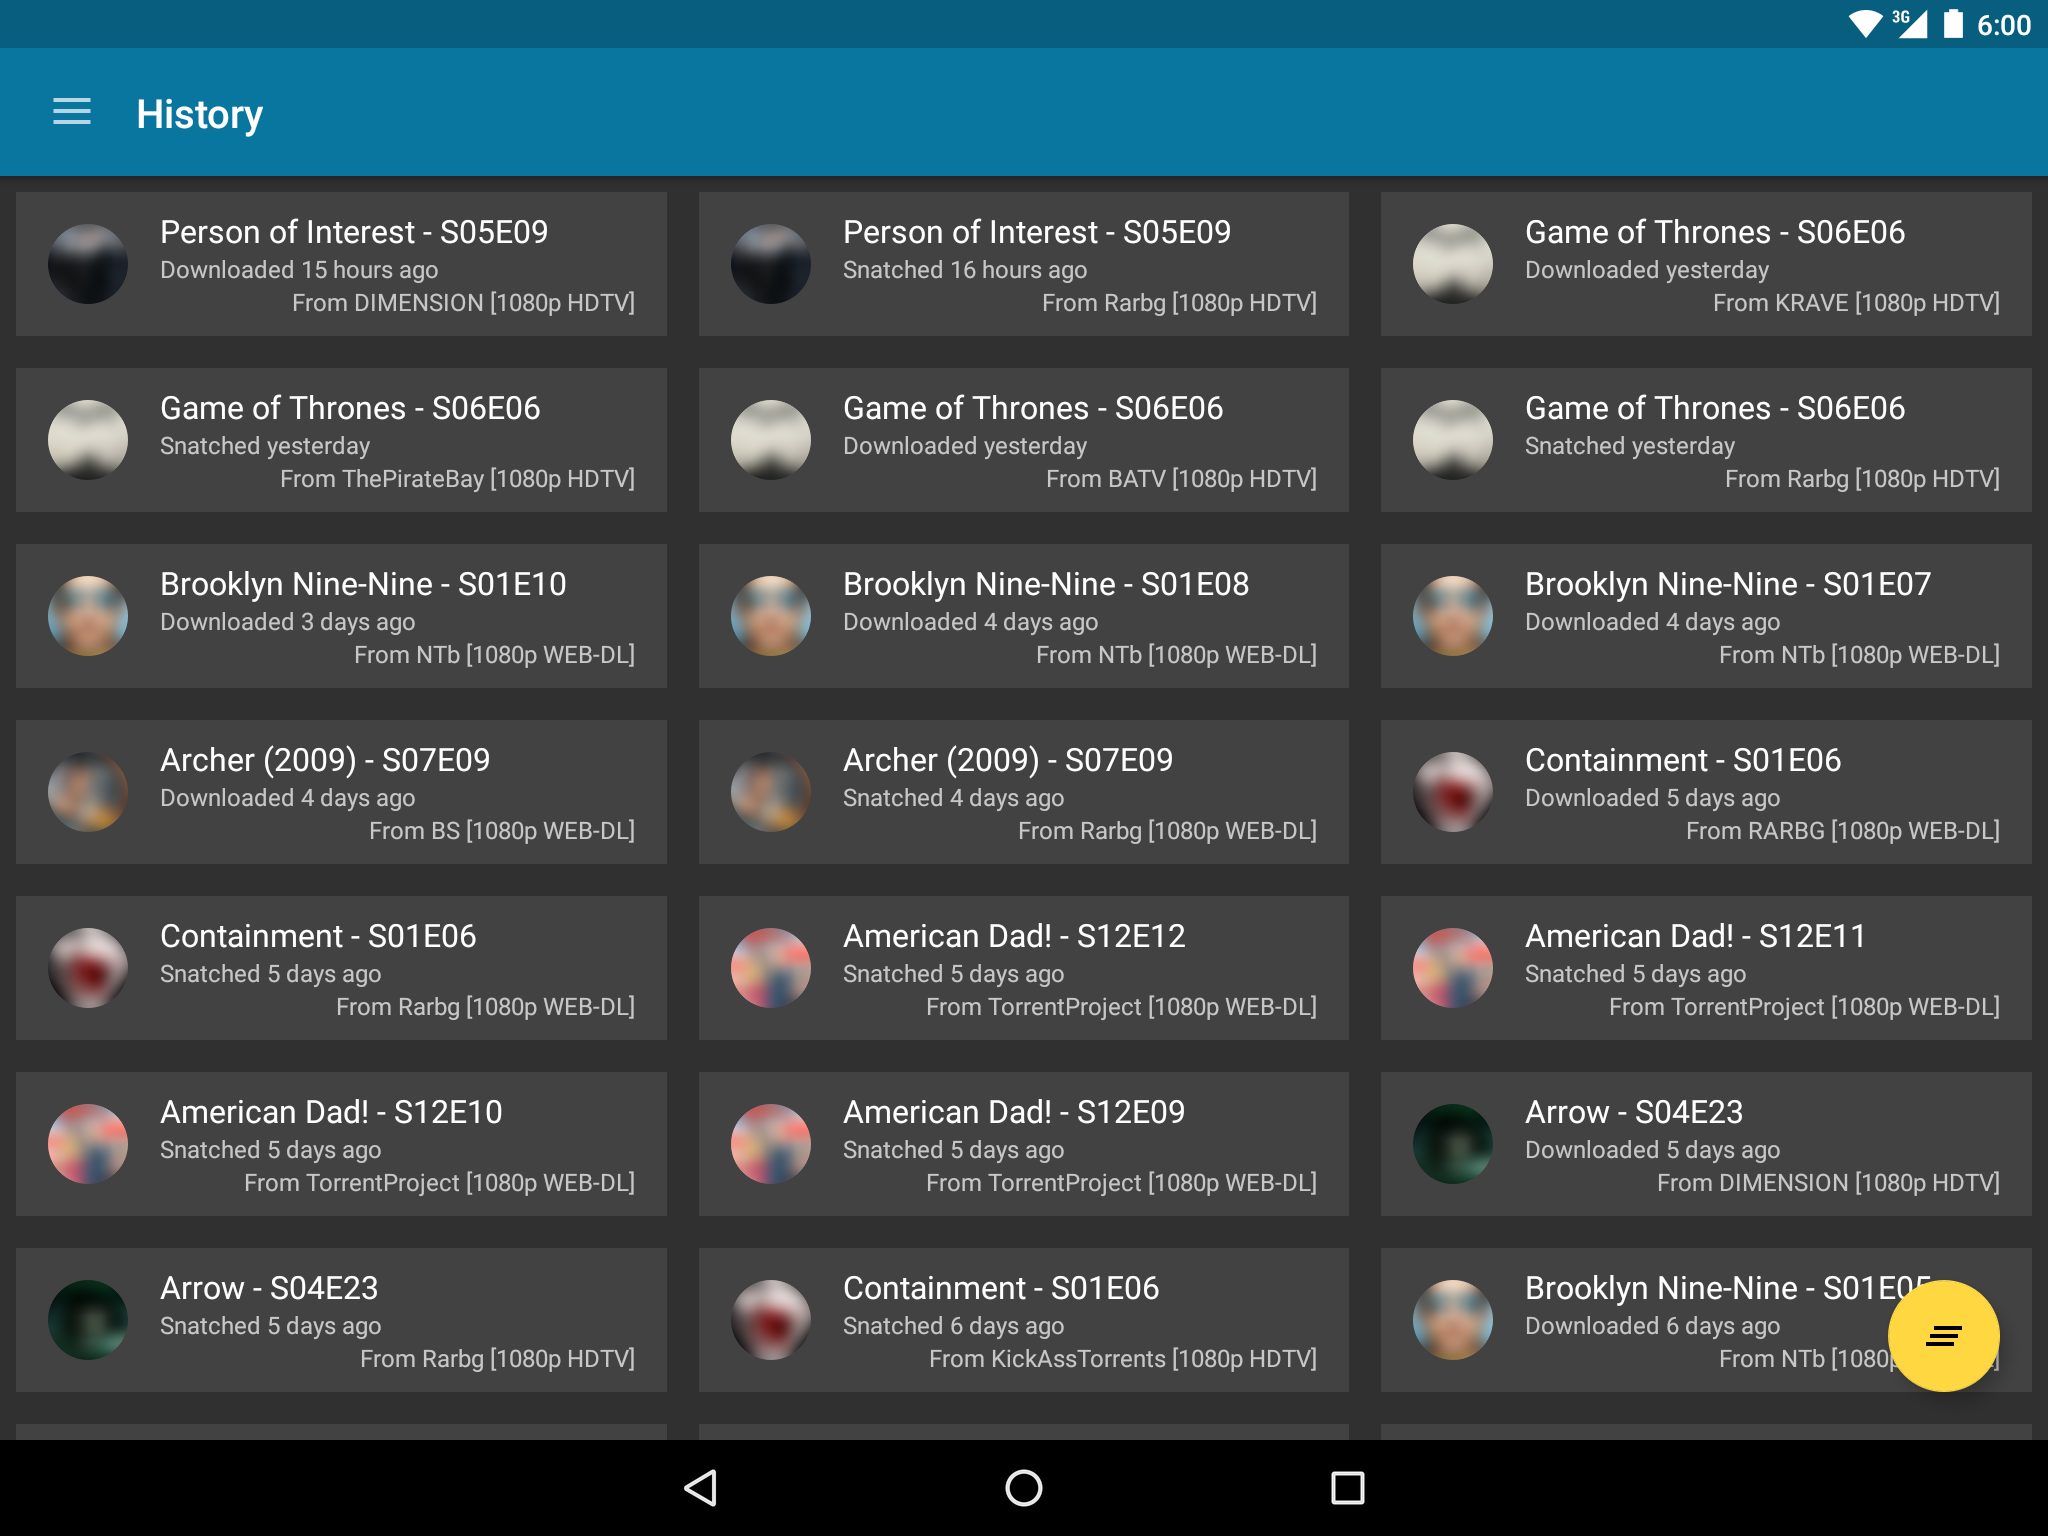 3G 6:00
History
Person of Interest - S05E09
Downloaded 15 hours ago
From DIMENSION [1080p HDTV]
Person of Interest - S05E09
Snatched 16 hours ago
From Rarbg [1080p HDTV]
Game of Thrones - S06E06
Downloaded yesterday
From KRAVE [1080p HDTV]
Game of Thrones - S06E06
Snatched yesterday
From ThePirateBay [1080p HDTV]
Game of Thrones - S06E06
Downloaded yesterday
From BATV [1080p HDTV]
Game of Thrones - S06E06
Snatched yesterday
From Rarbg [1080p HDTV]
Brooklyn Nine-Nine - S01E10
Downloaded 3 days ago
From NTb [1080p WEB-DL]
Brooklyn Nine-Nine - S01E08
Downloaded 4 days ago
From NTb [1080p WEB-DL]
Brooklyn Nine-Nine - S01E07
Downloaded 4 days ago
From NTb [1080p WEB-DL]
Archer (2009) - S07E09
Downloaded 4 days ago
From BS [1080p WEB-DL]
Archer (2009) - S07E09
Snatched 4 days ago
From Rarbg [1080p WEB-DL]
Containment - S01E06
Downloaded 5 days ago
From RARBG [1080p WEB-DL]
Containment - S01E06
Snatched 5 days ago
From Rarbg [1080p WEB-DL]
American Dad! - S12E12
Snatched 5 days ago
From TorrentProject [1080p WEB-DL]
American Dad! - S12E11
Snatched 5 days ago
From TorrentProject [1080p WEB-DL]
American Dad! - S12E10
Snatched 5 days ago
From TorrentProject [1080p WEB-DL]
American Dad! - S12E09
Snatched 5 days ago
From TorrentProject [1080p WEB-DL]
Arrow - S04E23
Downloaded 5 days ago
From DIMENSION [1080p HDTV]
Arrow - S04E23
Snatched 5 days ago
From Rarbg [1080p HDTV]
Containment - S01E06
Snatched 6 days ago
From KickAssTorrents [1080p HDTV]
Brooklyn Nine-Nine -
Downloaded 6 days ago
From NTb